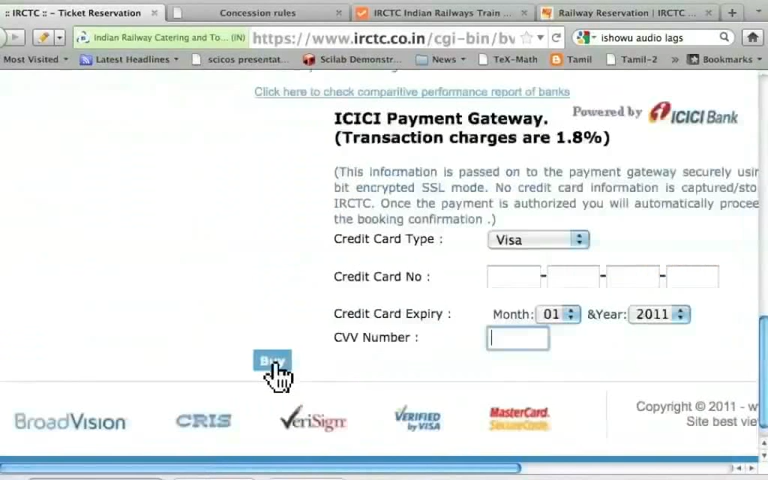 :: IRCTC :: - Ticket Reservation
Concession rules
IRCTC Indian Railways Train ...
Railway Reservation | IRCTC ...
Indian Railway Catering and To... (IN)
https://www.irctc.co.in/cgi-bin/bv
ishowu audio lags
Most Visited
Latest Headlines
scicos presentat...
Scilab Demonstr...
News
TeX-Math
Tamil
Tamil-2
»
Bookmarks
Click here to check comparitive performance report of banks
ICICI Payment Gateway.
Powered by ICICI Bank
(Transaction charges are 1.8%)
(This information is passed on to the payment gateway securely usin
bit encrypted SSL mode. No credit card information is captured/sto
IRCTC. Once the payment is authorized you will automatically procee
the booking confirmation .)
Credit Card Type : Visa
Credit Card No : - - -
Credit Card Expiry : Month: 01 &Year: 2011
CVV Number :
Buy
BroadVision
CRIS
VeriSign
VERIFIED
by VISA
MasterCard.
SecureCode.
Copyright © 2011 - w
Site best vie